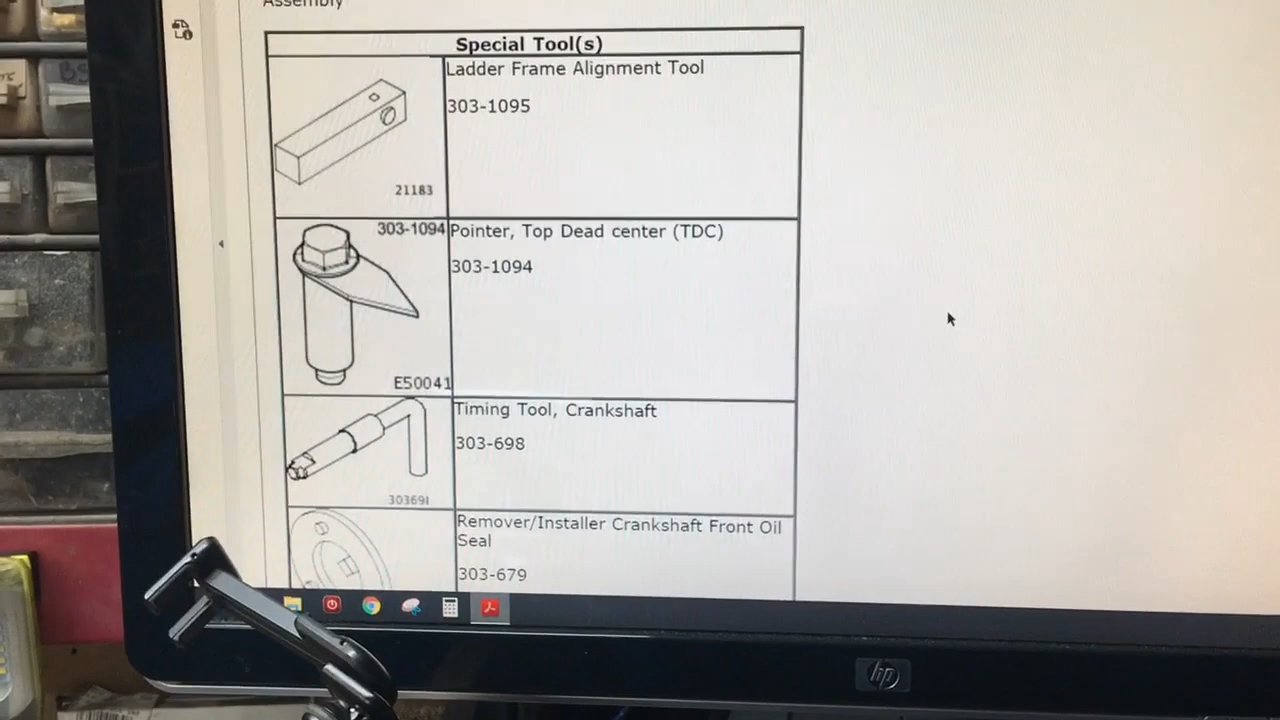 Assembly
Special Tool(s)
Ladder Frame Alignment Tool
303-1095
21183
303-1094
Pointer, Top Dead center (TDC)
303-1094
E50041
Timing Tool, Crankshaft
303-698
303691
Remover/Installer Crankshaft Front Oil
Seal
303-679
hp